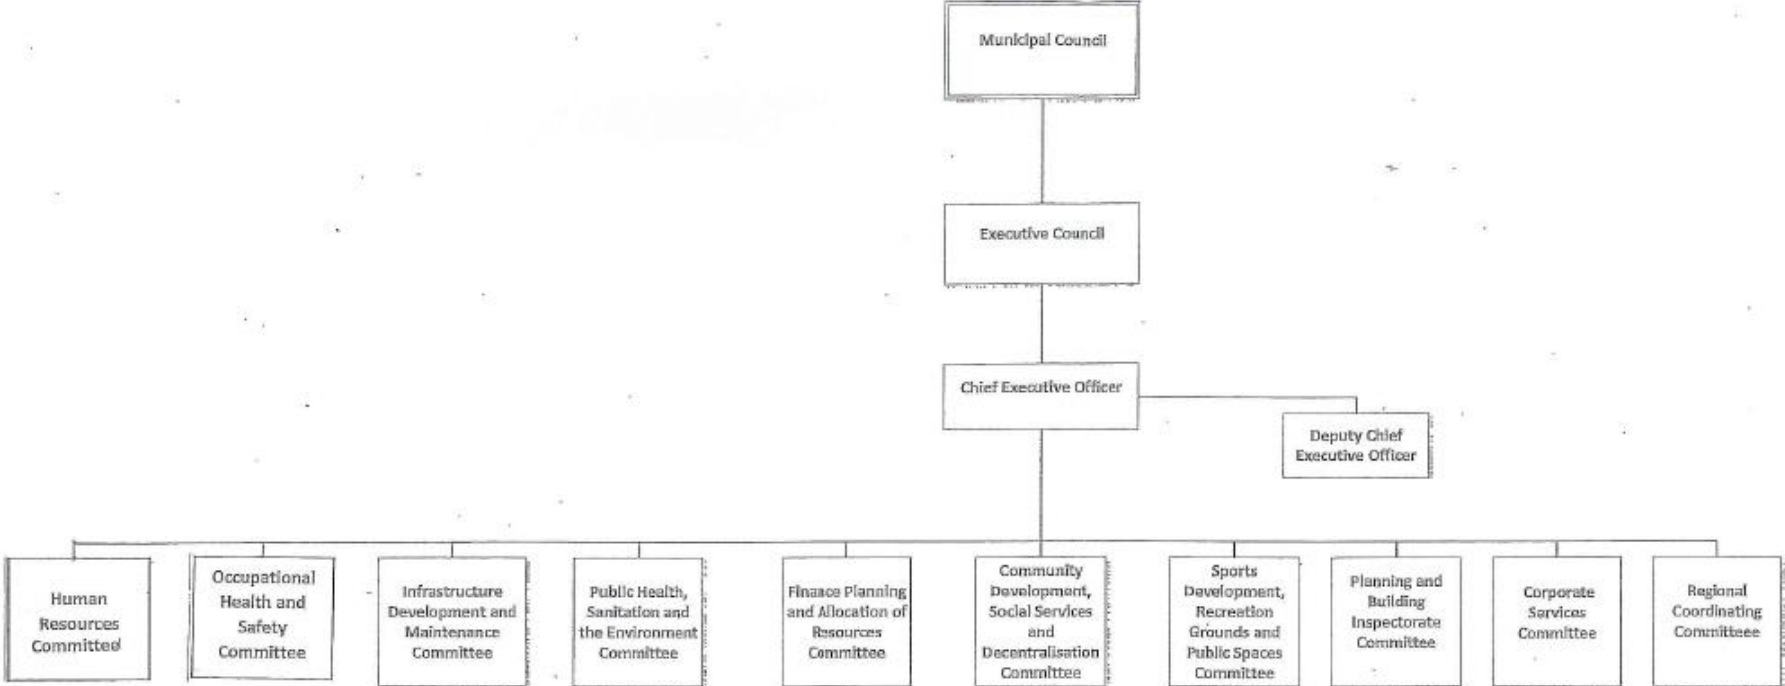 Municipal Council
Executive Council
Chief Executive Officer
Deputy Chief
Executive Officer
Human
Resources
Committed
Occupational
Health and
Safety
Committee
Infrastructure
Development and
Maintenance
Committee
Public Health,
Sanitation and
the Environment
Committee
Finance Planning
and Allocation of
Resources
Committee
Community
Development,
Social Services
and
Decentralisation
Committee
Sports
Development,
Recreation
Grounds and
Public Spaces
Committee
Planning and
Building
Inspectorate
Committee
Corporate
Services
Committee
Regional
Coordinating
Committeee